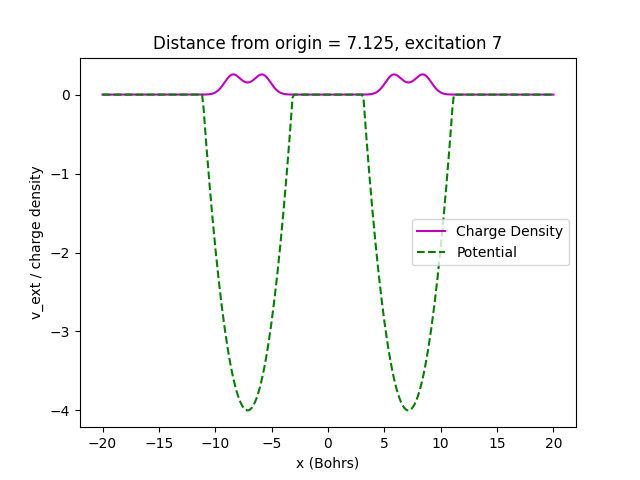 Distance from origin = 7.125, excitation 7
v_ext / charge density
0
−1
−2
−3
−4
Charge Density
Potential
−20 −15 −10 −5 0 5 10 15 20
x (Bohrs)